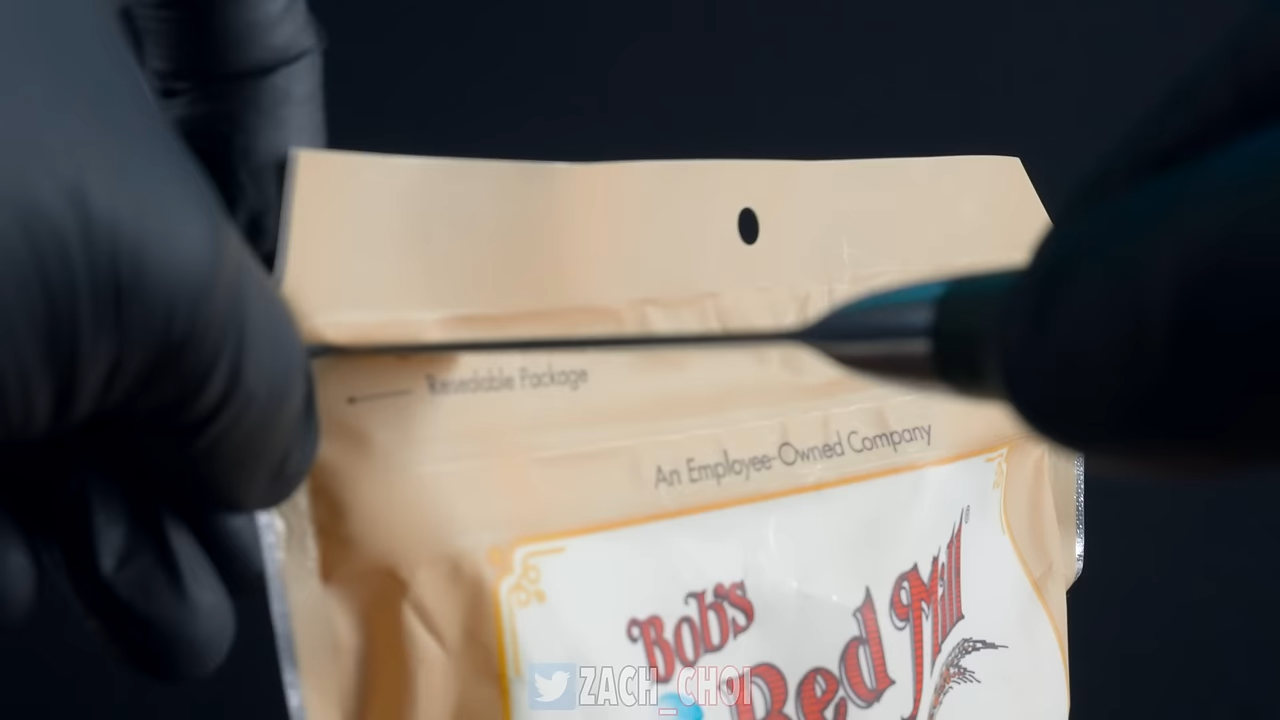 Resealable Package
An Employee-Owned Company
Bob's
Red Mill®
ZACH_CHOI